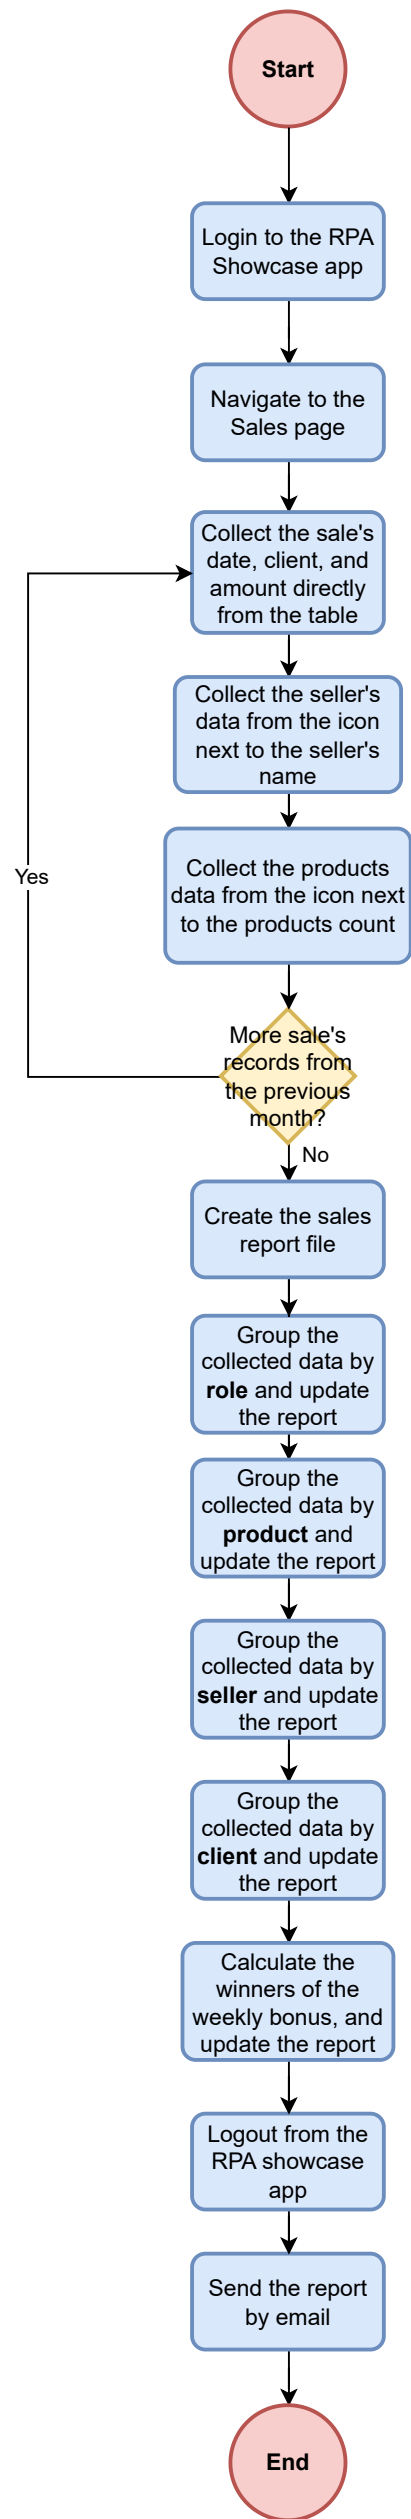 Start
Login to the RPA
Showcase app
Navigate to the
Sales page
Collect the sale's
date, client, and
amount directly
from the table
Collect the seller's
data from the icon
next to the seller's
name
Collect the products
data from the icon next
to the products count
Yes
More sale's
records from
the previous
month?
No
Create the sales
report file
Group the
collected data by
role and update
the report
Group the
collected data by
product and
update the report
Group the
collected data by
seller and update
the report
Group the
collected data by
client and update
the report
Calculate the
winners of the
weekly bonus, and
update the report
Logout from the
RPA showcase
app
Send the report
by email
End